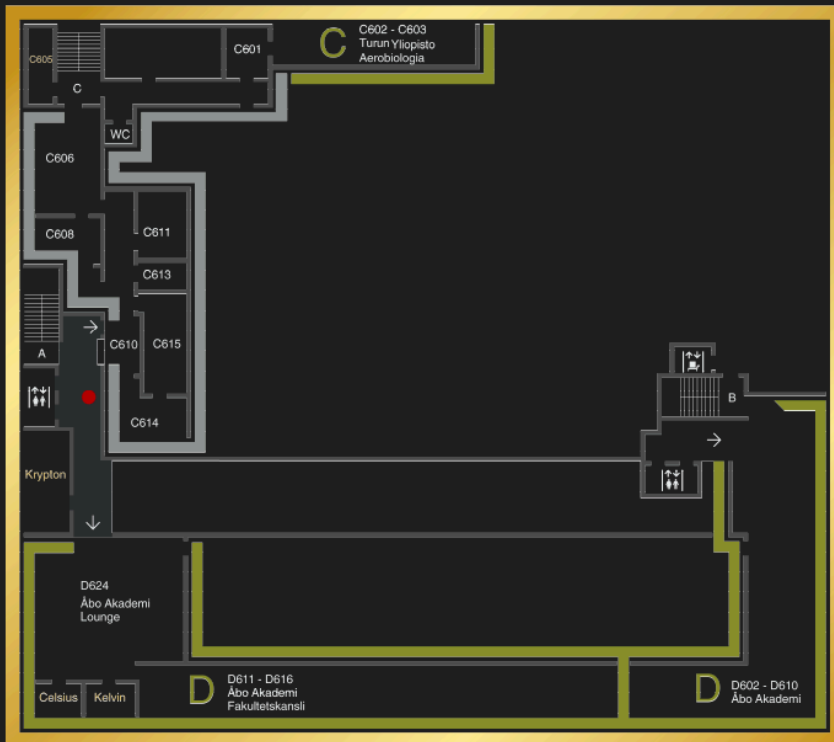 C602 - C603
C
Turun Yliopisto
Aerobiologia
C601
C605
C
WC
C606
C611
C608
C613
C610
C615
A
B
C614
Krypton
D624
Åbo Akademi
Lounge
D
D611 - D616
Åbo Akademi
Fakultetskansli
D
D602 - D610
Åbo Akademi
Celsius
Kelvin